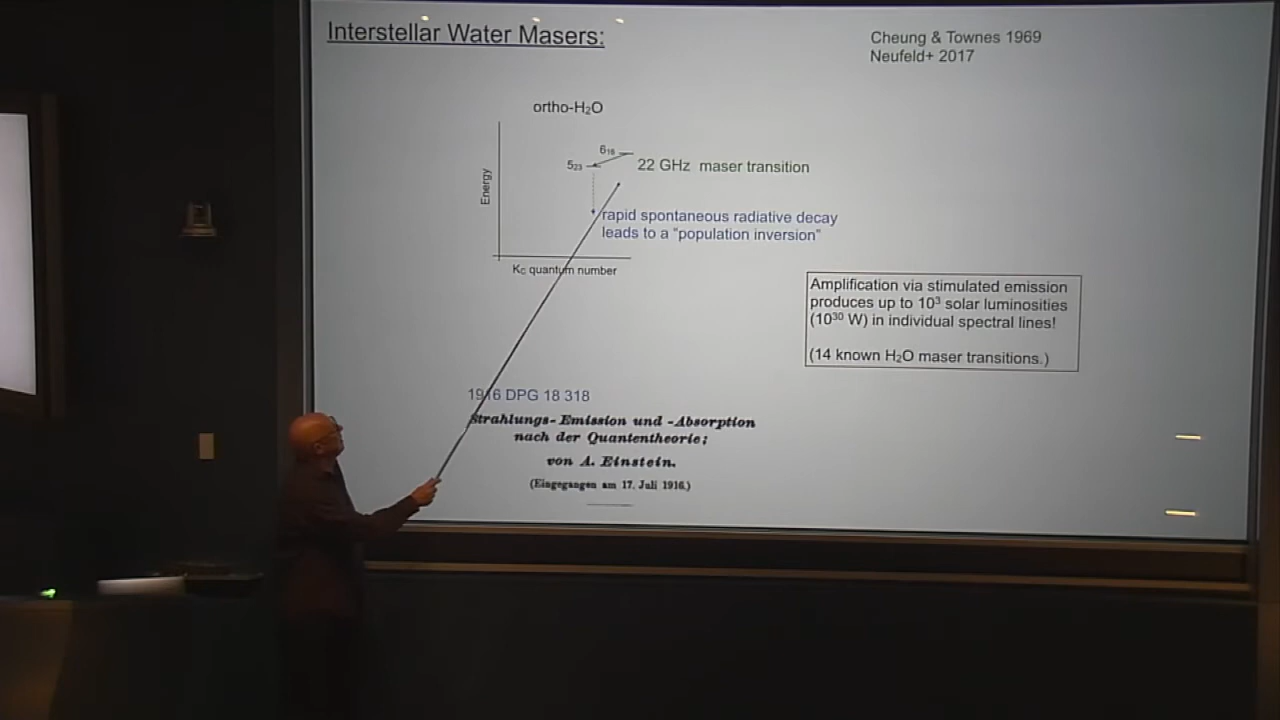 Interstellar Water Masers:
Cheung & Townes 1969
Neufeld+ 2017
ortho-H₂O
6₁₆
5₂₃
22 GHz maser transition
Energy
rapid spontaneous radiative decay
leads to a "population inversion"
K_C quantum number
Amplification via stimulated emission
produces up to 10³ solar luminosities
(10³⁰ W) in individual spectral lines!
(14 known H₂O maser transitions.)
1916 DPG 18 318
Strahlungs-Emission und -Absorption
nach der Quantentheorie;
von A. Einstein.
(Eingegangen am 17. Juli 1916.)